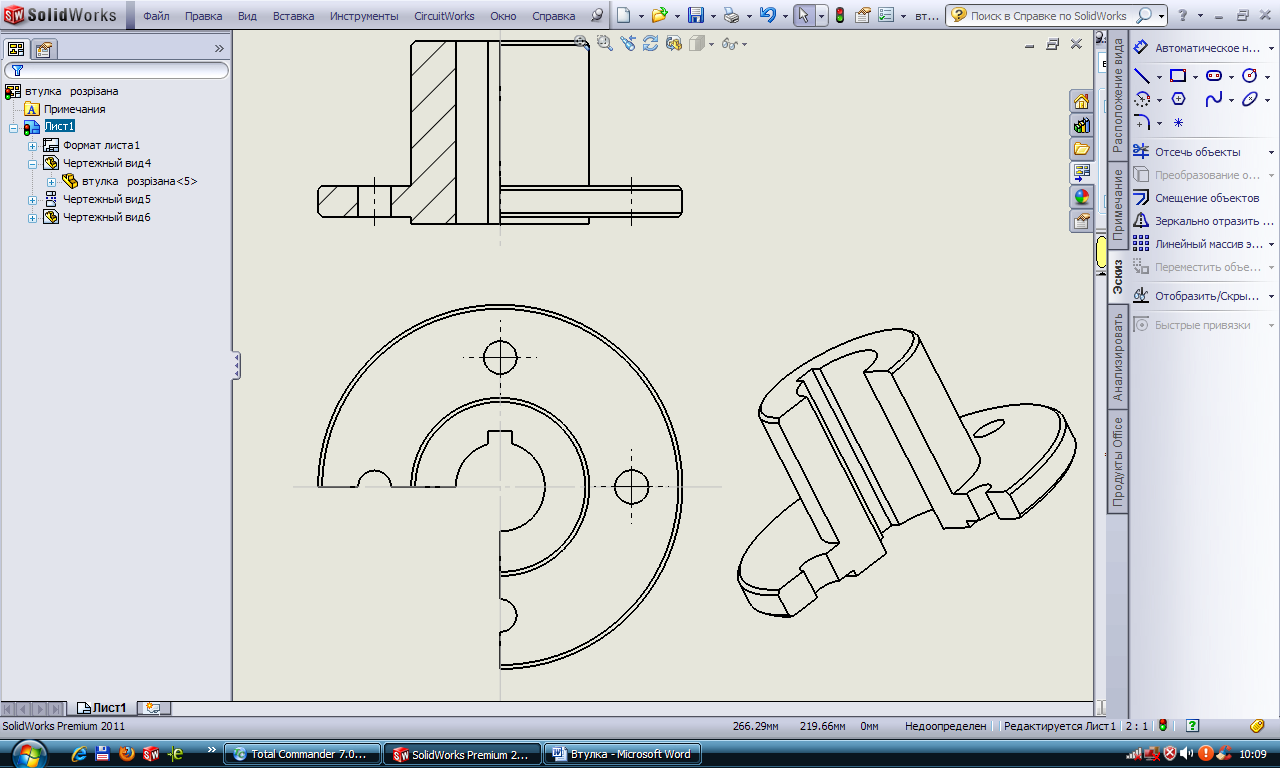 SolidWorks Файл Правка Вид Вставка Инструменты CircuitWorks Окно Справка вт... Поиск в Справке по SolidWorks
втулка розрізана
Примечания
Лист1
Формат листа1
Чертежный вид4
втулка розрізана<5>
Чертежный вид5
Чертежный вид6
Расположение вида
Примечание
Эскиз
Анализировать
Продукты Office
Автоматическое н...
Отсечь объекты
Преобразование о...
Смещение объектов
Зеркально отразить ...
Линейный массив э...
Переместить объе...
Отобразить/Скры...
Быстрые привязки
Лист1
SolidWorks Premium 2011 266.29мм 219.66мм 0мм Недоопределен Редактируется Лист1 2 : 1
Total Commander 7.0... SolidWorks Premium 2... Втулка - Microsoft Word 10:09